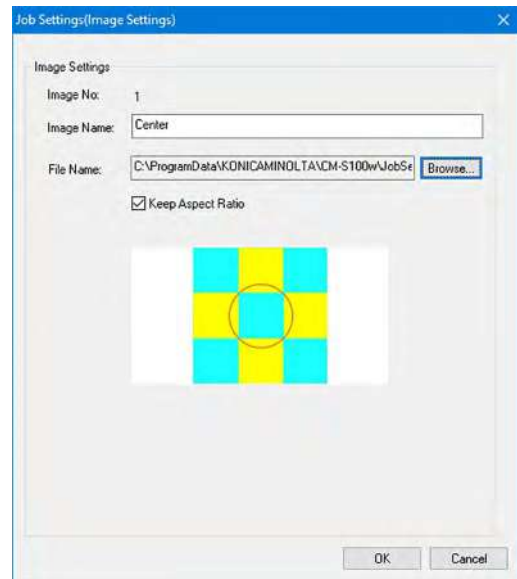 Job Settings(Image Settings)
Image Settings
Image No: 1
Image Name: Center
File Name: C:\ProgramData\KONICAMINOLTA\CM-S100w\JobSe Browse...
Keep Aspect Ratio
OK Cancel